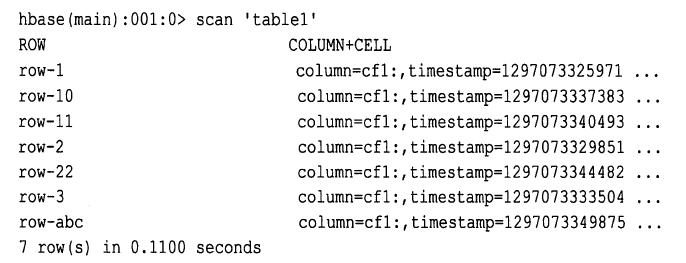 hbase(main):001:0> scan 'table1'
ROW COLUMN+CELL
row-1 column=cf1:,timestamp=1297073325971 ...
row-10 column=cf1:,timestamp=1297073337383 ...
row-11 column=cf1:,timestamp=1297073340493 ...
row-2 column=cf1:,timestamp=1297073329851 ...
row-22 column=cf1:,timestamp=1297073344482 ...
row-3 column=cf1:,timestamp=1297073333504 ...
row-abc column=cf1:,timestamp=1297073349875 ...
7 row(s) in 0.1100 seconds